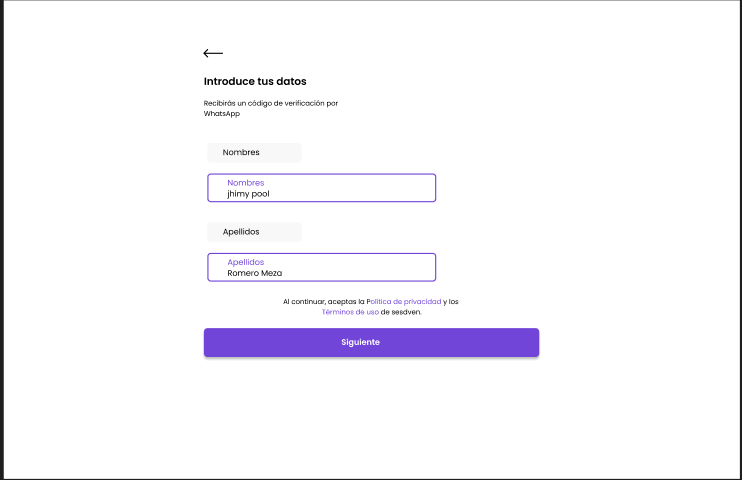 Introduce tus datos
Recibirás un código de verificación por
WhatsApp
Nombres
Nombres
jhimy pool
Apellidos
Apellidos
Romero Meza
Al continuar, aceptas la Política de privacidad y los
Términos de uso de sesdven.
Siguiente